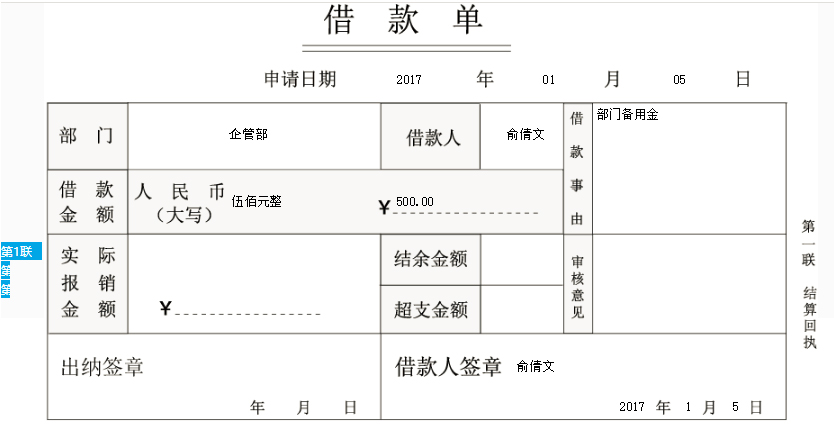 借 款 单
申请日期 2017 年 01 月 05 日
部 门 企管部 借款人 俞倩文 借款事由 部门备用金
借 款 金 额 人 民 币 （大写） 伍佰元整 ¥ 500.00
实 际 报 销 金 额 ¥ 结余金额 审核意见
超支金额
出纳签章 借款人签章 俞倩文
年 月 日 2017 年 1 月 5 日
第1联
第
第
第一联 结算回执